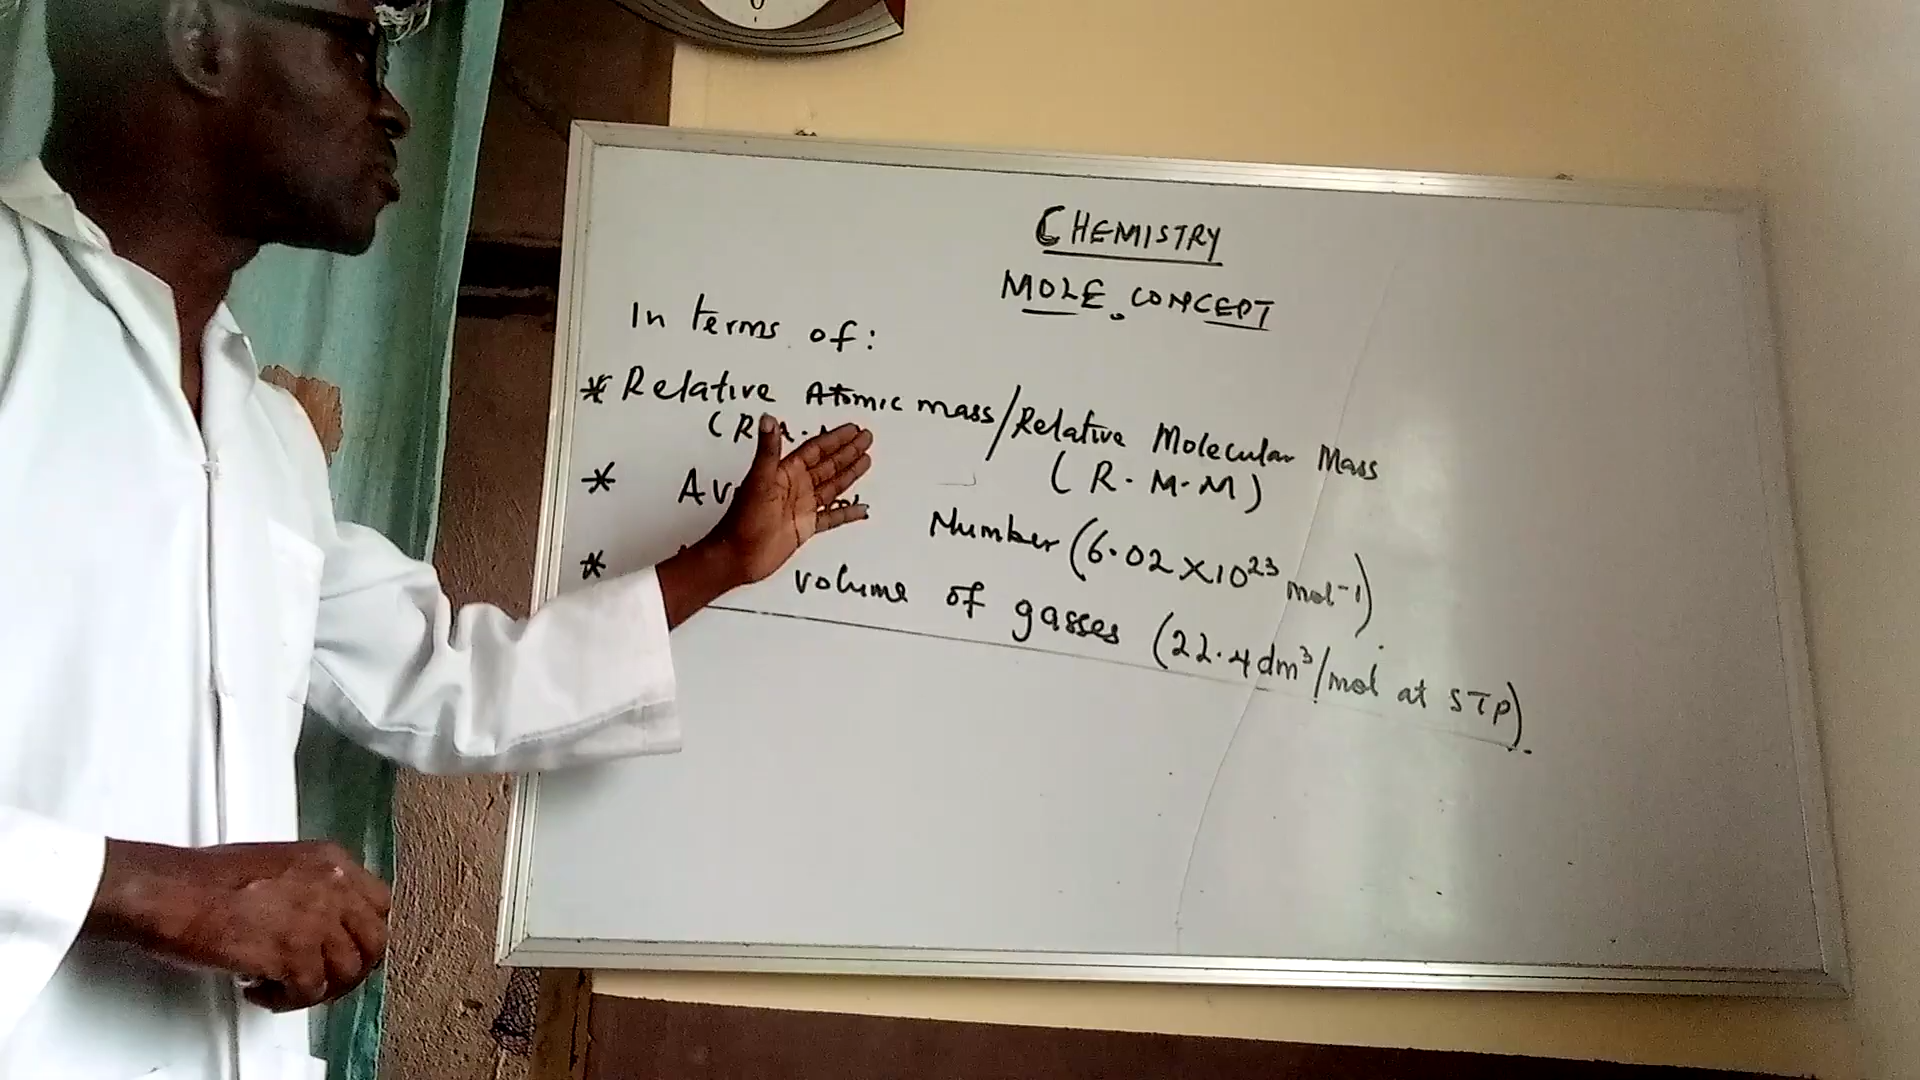 CHEMISTRY
MOLE CONCEPT
In terms of:
* Relative Atomic mass/Relative Molecular Mass
(R.M.M)
* Number (6.02 x 10²³ mol⁻¹)
* volume of gasses (22.4 dm³/mol at STP).